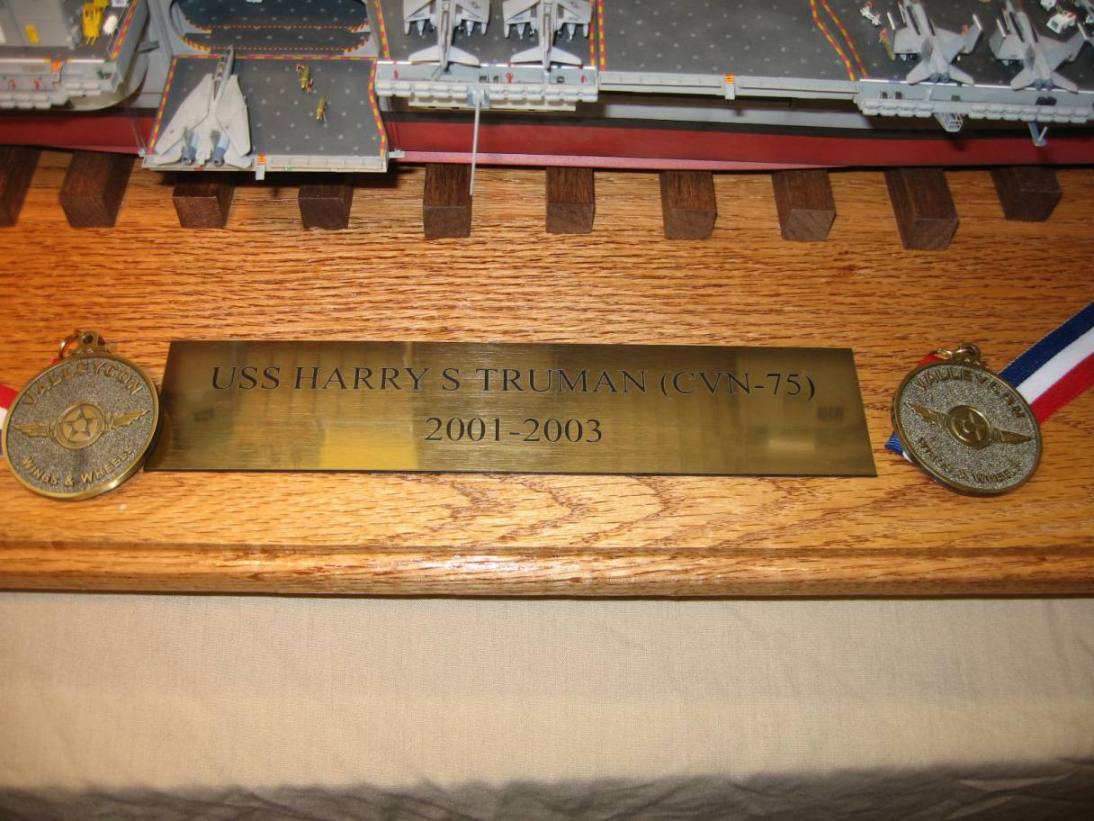 USS HARRY S TRUMAN (CVN-75)
2001-2003
VALLEYCON
WINGS & WHEELS
VALLEYCON
WINGS & WHEELS